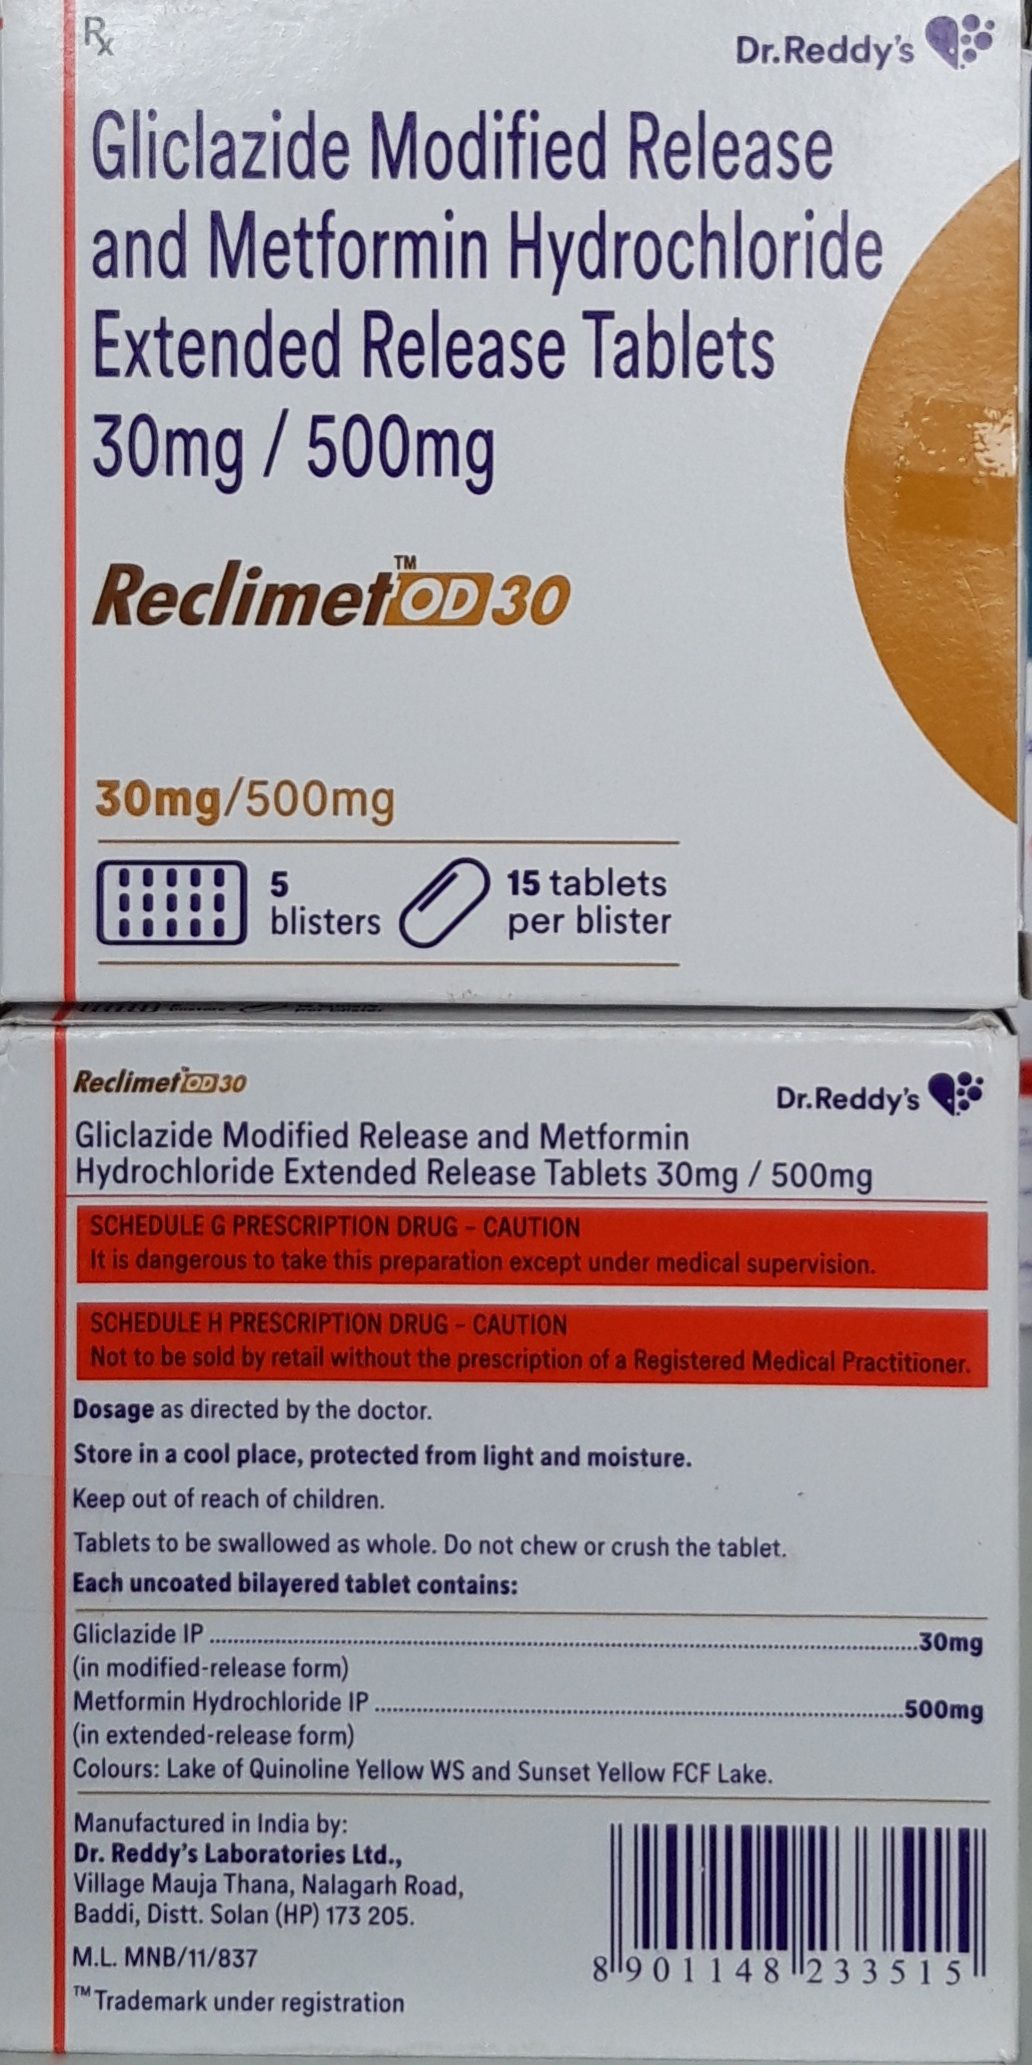 Rx
Dr.Reddy's
Gliclazide Modified Release
and Metformin Hydrochloride
Extended Release Tablets
30mg / 500mg
Reclimet™ OD 30
30mg/500mg
5
blisters
15 tablets
per blister
Reclimet™ OD 30
Dr.Reddy's
Gliclazide Modified Release and Metformin
Hydrochloride Extended Release Tablets 30mg / 500mg
SCHEDULE G PRESCRIPTION DRUG - CAUTION
It is dangerous to take this preparation except under medical supervision.
SCHEDULE H PRESCRIPTION DRUG - CAUTION
Not to be sold by retail without the prescription of a Registered Medical Practitioner.
Dosage as directed by the doctor.
Store in a cool place, protected from light and moisture.
Keep out of reach of children.
Tablets to be swallowed as whole. Do not chew or crush the tablet.
Each uncoated bilayered tablet contains:
Gliclazide IP ........ 30mg
(in modified-release form)
Metformin Hydrochloride IP ........ 500mg
(in extended-release form)
Colours: Lake of Quinoline Yellow WS and Sunset Yellow FCF Lake.
Manufactured in India by:
Dr. Reddy's Laboratories Ltd.,
Village Mauja Thana, Nalagarh Road,
Baddi, Distt. Solan (HP) 173 205.
M.L. MNB/11/837
™ Trademark under registration
8 901148 233515